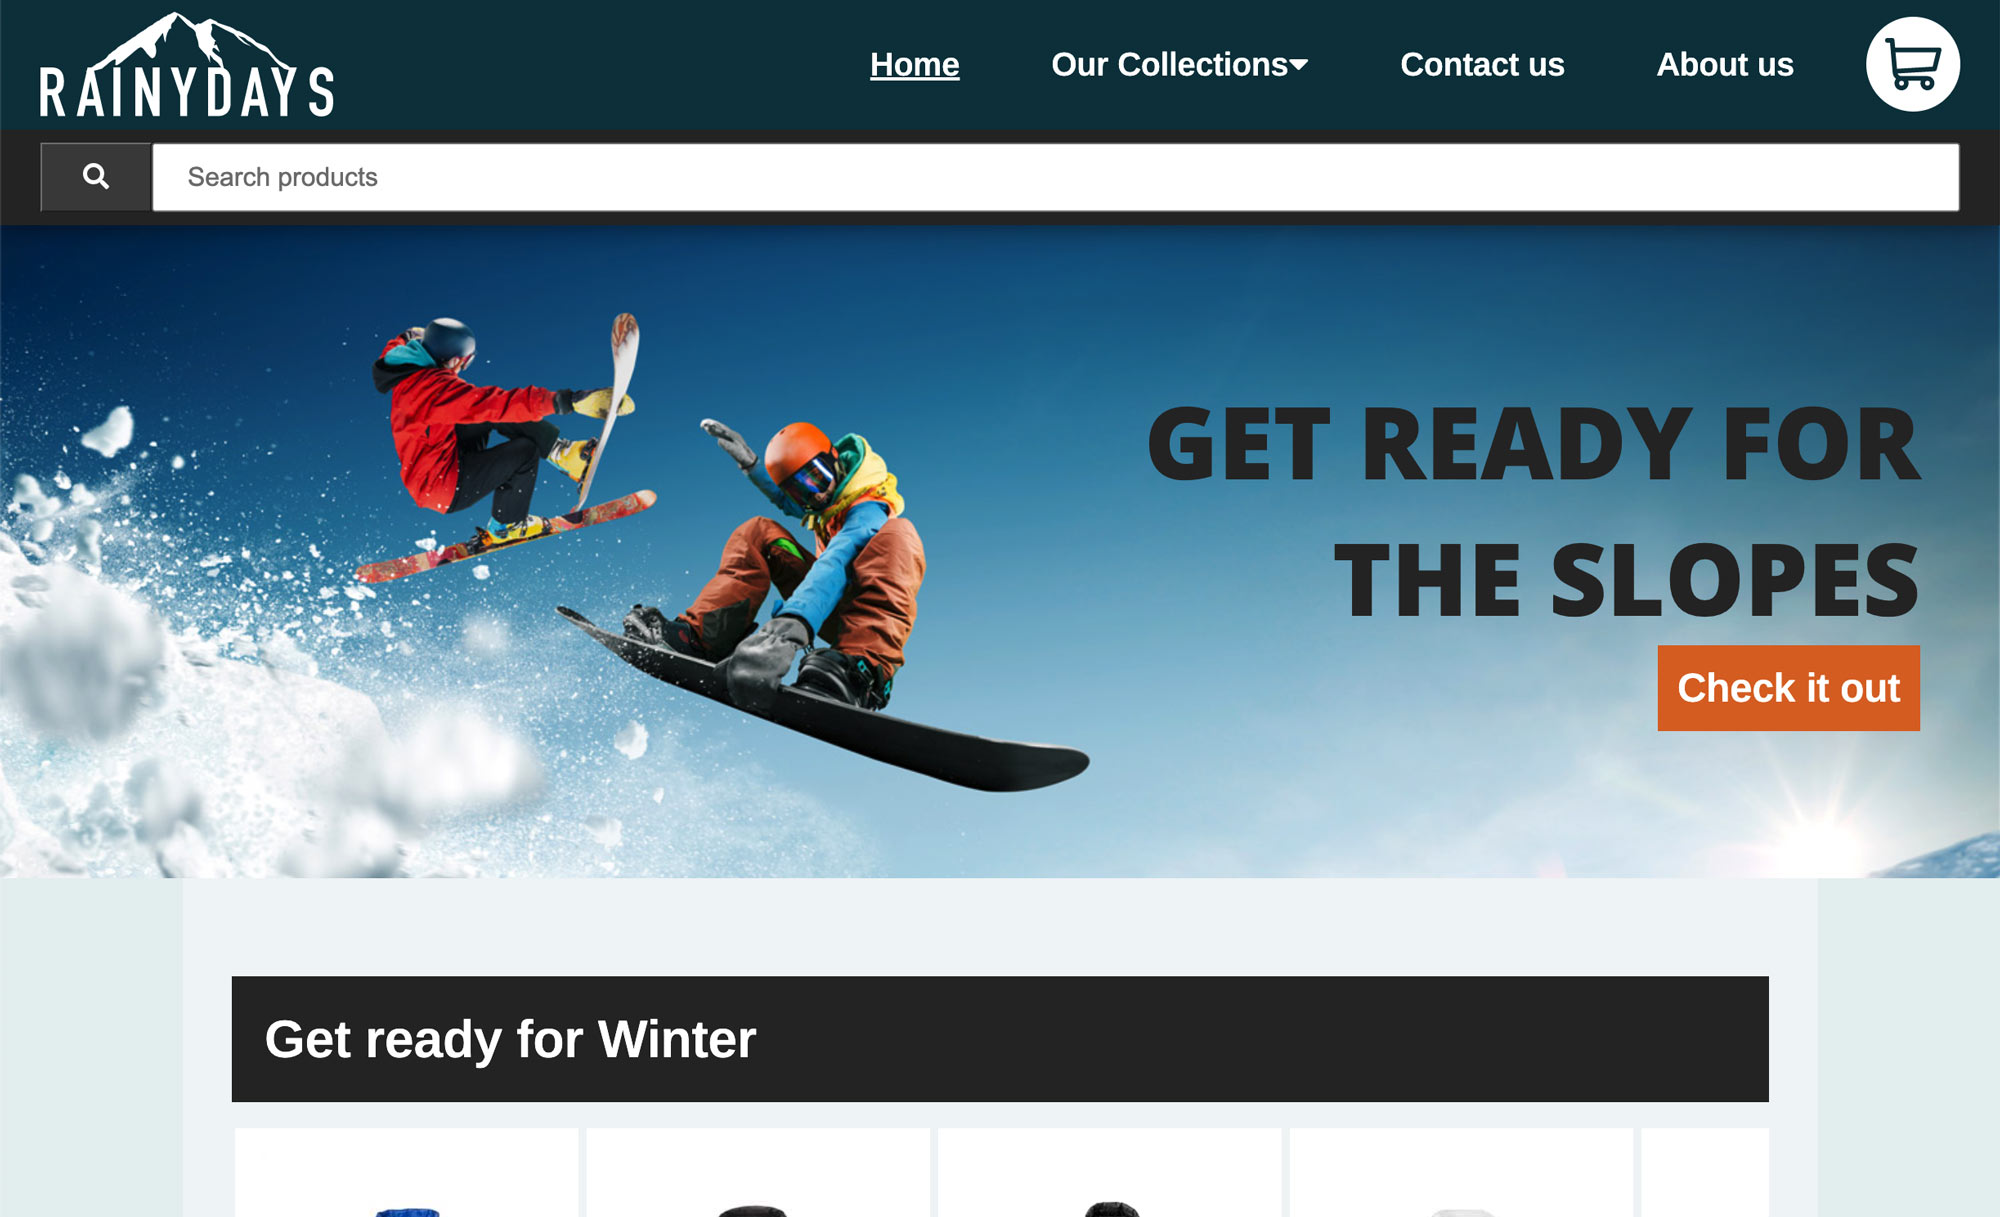 RAINYDAYS
Home
Our Collections
Contact us
About us
Search products
GET READY FOR
THE SLOPES
Check it out
Get ready for Winter